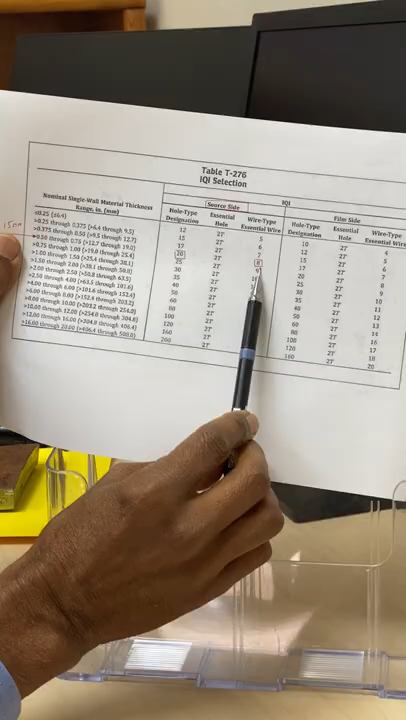 Table T-276
IQI Selection
IQI
Source Side Film Side
Nominal Single-Wall Material Thickness Range, in. (mm) Hole-Type Designation Essential Hole Wire-Type Essential Wire Hole-Type Designation Essential Hole Wire-Type Essential Wire
≤0.25 (≤6.4) 12 2T 5 10 2T 4
>0.25 through 0.375 (>6.4 through 9.5) 15 2T 6 12 2T 5
>0.375 through 0.50 (>9.5 through 12.7) 17 2T 7 15 2T 6
15mm >0.50 through 0.75 (>12.7 through 19.0) 20 2T 8 17 2T 7
>0.75 through 1.00 (>19.0 through 25.4) 25 2T 9 20 2T 8
>1.00 through 1.50 (>25.4 through 38.1) 30 2T 25 2T 9
>1.50 through 2.00 (>38.1 through 50.8) 35 2T 30 2T 10
>2.00 through 2.50 (>50.8 through 63.5) 40 2T 35 2T 11
>2.50 through 4.00 (>63.5 through 101.6) 50 2T 40 2T 12
>4.00 through 6.00 (>101.6 through 152.4) 60 2T 50 2T 13
>6.00 through 8.00 (>152.4 through 203.2) 80 2T 60 2T 14
>8.00 through 10.00 (>203.2 through 254.0) 100 2T 80 2T 16
>10.00 through 12.00 (>254.0 through 304.8) 120 2T 100 2T 17
>12.00 through 16.00 (>304.8 through 406.4) 160 2T 120 2T 18
>16.00 through 20.00 (>406.4 through 508.0) 200 2T 160 2T 20